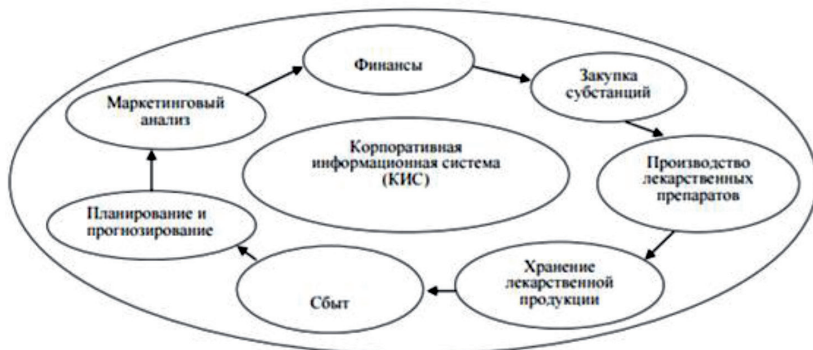 Финансы
Закупка
субстанций
Маркетинговый
анализ
Корпоративная
информационная система
(КИС)
Производство
лекарственных
препаратов
Планирование и
прогнозирование
Хранение
лекарственной
продукции
Сбыт